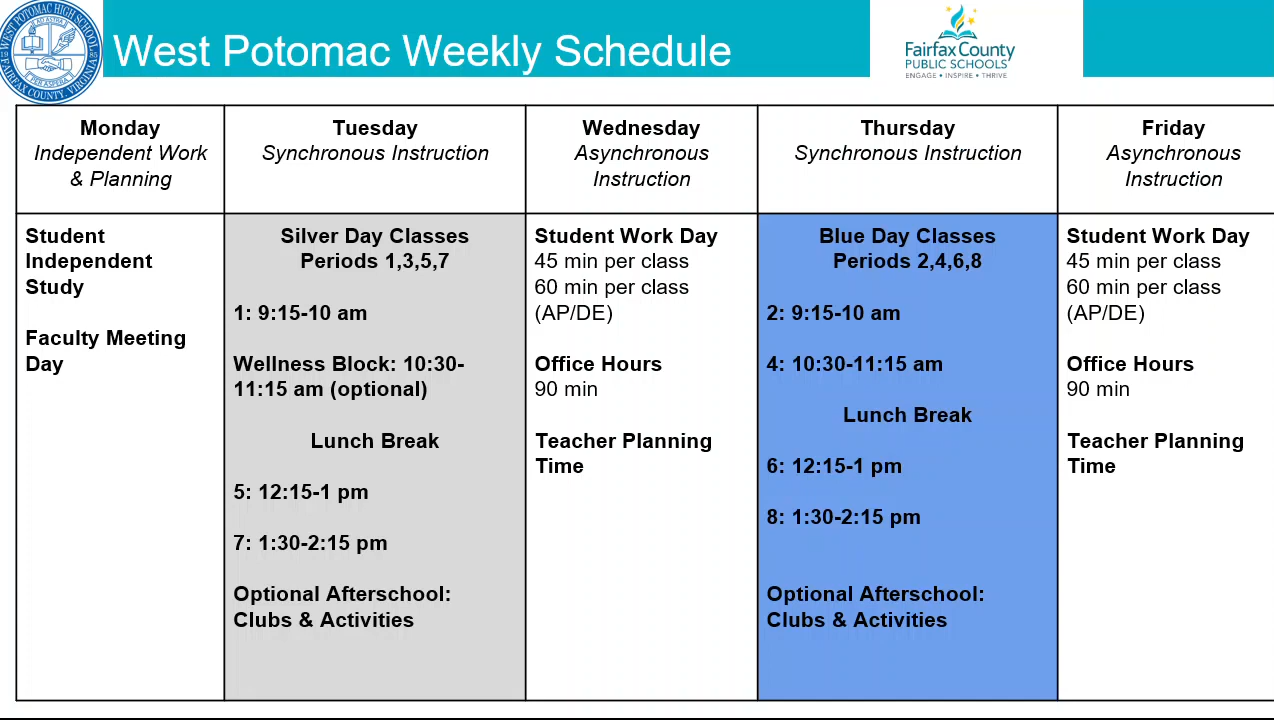 WEST POTOMAC HIGH SCHOOL
FAIRFAX COUNTY, VIRGINIA
West Potomac Weekly Schedule
Fairfax County
PUBLIC SCHOOLS
ENGAGE • INSPIRE • THRIVE
Monday
Independent Work
& Planning
Tuesday
Synchronous Instruction
Wednesday
Asynchronous
Instruction
Thursday
Synchronous Instruction
Friday
Asynchronous
Instruction
Student
Independent
Study
Faculty Meeting
Day
Silver Day Classes
Periods 1,3,5,7
1: 9:15-10 am
Wellness Block: 10:30-
11:15 am (optional)
Lunch Break
5: 12:15-1 pm
7: 1:30-2:15 pm
Optional Afterschool:
Clubs & Activities
Student Work Day
45 min per class
60 min per class
(AP/DE)
Office Hours
90 min
Teacher Planning
Time
Blue Day Classes
Periods 2,4,6,8
2: 9:15-10 am
4: 10:30-11:15 am
Lunch Break
6: 12:15-1 pm
8: 1:30-2:15 pm
Optional Afterschool:
Clubs & Activities
Student Work Day
45 min per class
60 min per class
(AP/DE)
Office Hours
90 min
Teacher Planning
Time